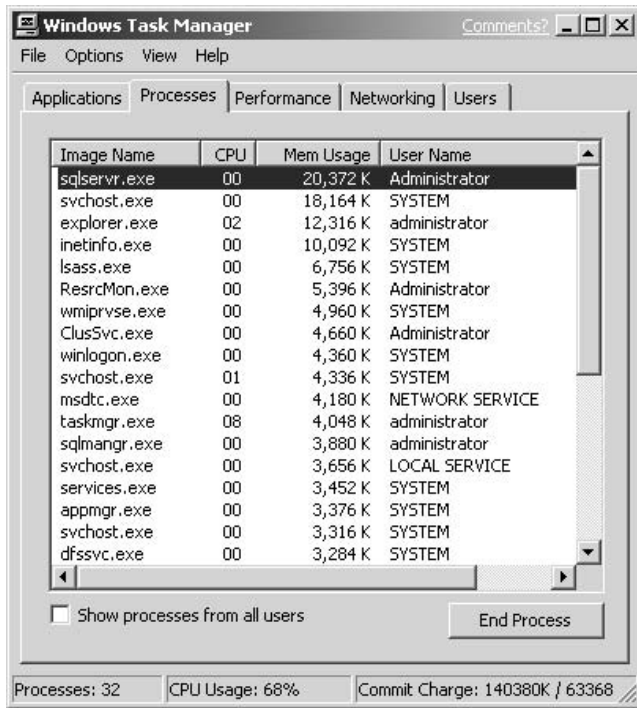 Windows Task Manager Comments?
File Options View Help
Applications Processes Performance Networking Users
Image Name CPU Mem Usage User Name
sqlservr.exe 00 20,372 K Administrator
svchost.exe 00 18,164 K SYSTEM
explorer.exe 02 12,316 K administrator
inetinfo.exe 00 10,092 K SYSTEM
lsass.exe 00 6,756 K SYSTEM
ResrcMon.exe 00 5,396 K Administrator
wmiprvse.exe 00 4,960 K SYSTEM
ClusSvc.exe 00 4,660 K Administrator
winlogon.exe 00 4,360 K SYSTEM
svchost.exe 01 4,336 K SYSTEM
msdtc.exe 00 4,180 K NETWORK SERVICE
taskmgr.exe 08 4,048 K administrator
sqlmangr.exe 00 3,880 K administrator
svchost.exe 00 3,656 K LOCAL SERVICE
services.exe 00 3,452 K SYSTEM
appmgr.exe 00 3,376 K SYSTEM
svchost.exe 00 3,316 K SYSTEM
dfssvc.exe 00 3,284 K SYSTEM
Show processes from all users End Process
Processes: 32 CPU Usage: 68% Commit Charge: 140380K / 63368